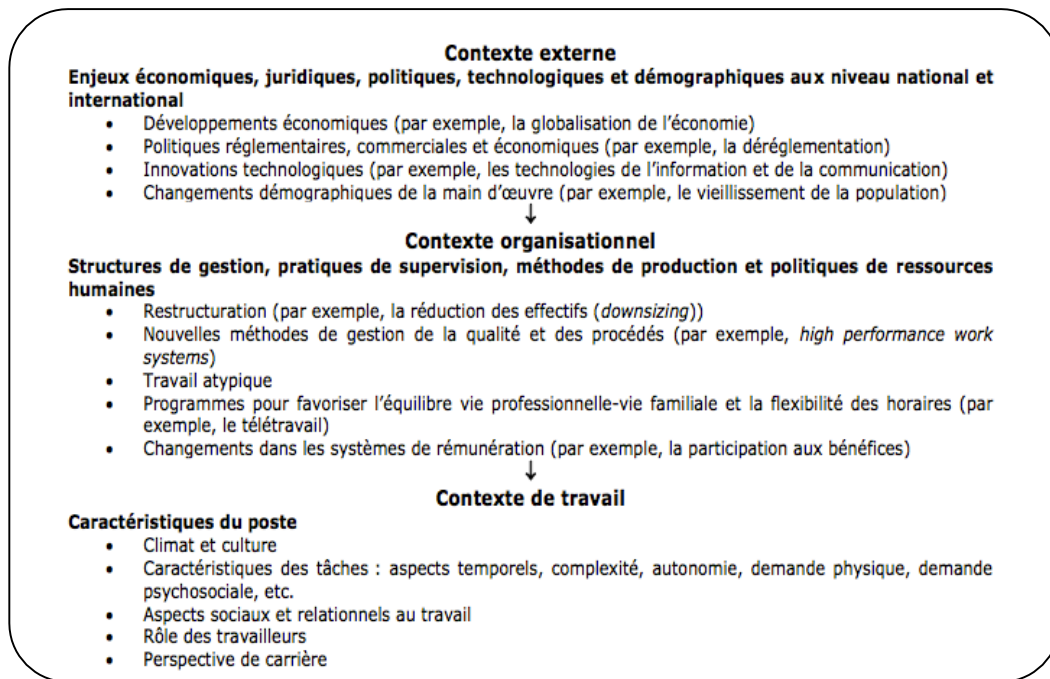 Contexte externe
Enjeux économiques, juridiques, politiques, technologiques et démographiques aux niveau national et
international
• Développements économiques (par exemple, la globalisation de l'économie)
• Politiques réglementaires, commerciales et économiques (par exemple, la déréglementation)
• Innovations technologiques (par exemple, les technologies de l'information et de la communication)
• Changements démographiques de la main d'œuvre (par exemple, le vieillissement de la population)
↓
Contexte organisationnel
Structures de gestion, pratiques de supervision, méthodes de production et politiques de ressources
humaines
• Restructuration (par exemple, la réduction des effectifs (downsizing))
• Nouvelles méthodes de gestion de la qualité et des procédés (par exemple, high performance work
systems)
• Travail atypique
• Programmes pour favoriser l'équilibre vie professionnelle-vie familiale et la flexibilité des horaires (par
exemple, le télétravail)
• Changements dans les systèmes de rémunération (par exemple, la participation aux bénéfices)
↓
Contexte de travail
Caractéristiques du poste
• Climat et culture
• Caractéristiques des tâches : aspects temporels, complexité, autonomie, demande physique, demande
psychosociale, etc.
• Aspects sociaux et relationnels au travail
• Rôle des travailleurs
• Perspective de carrière